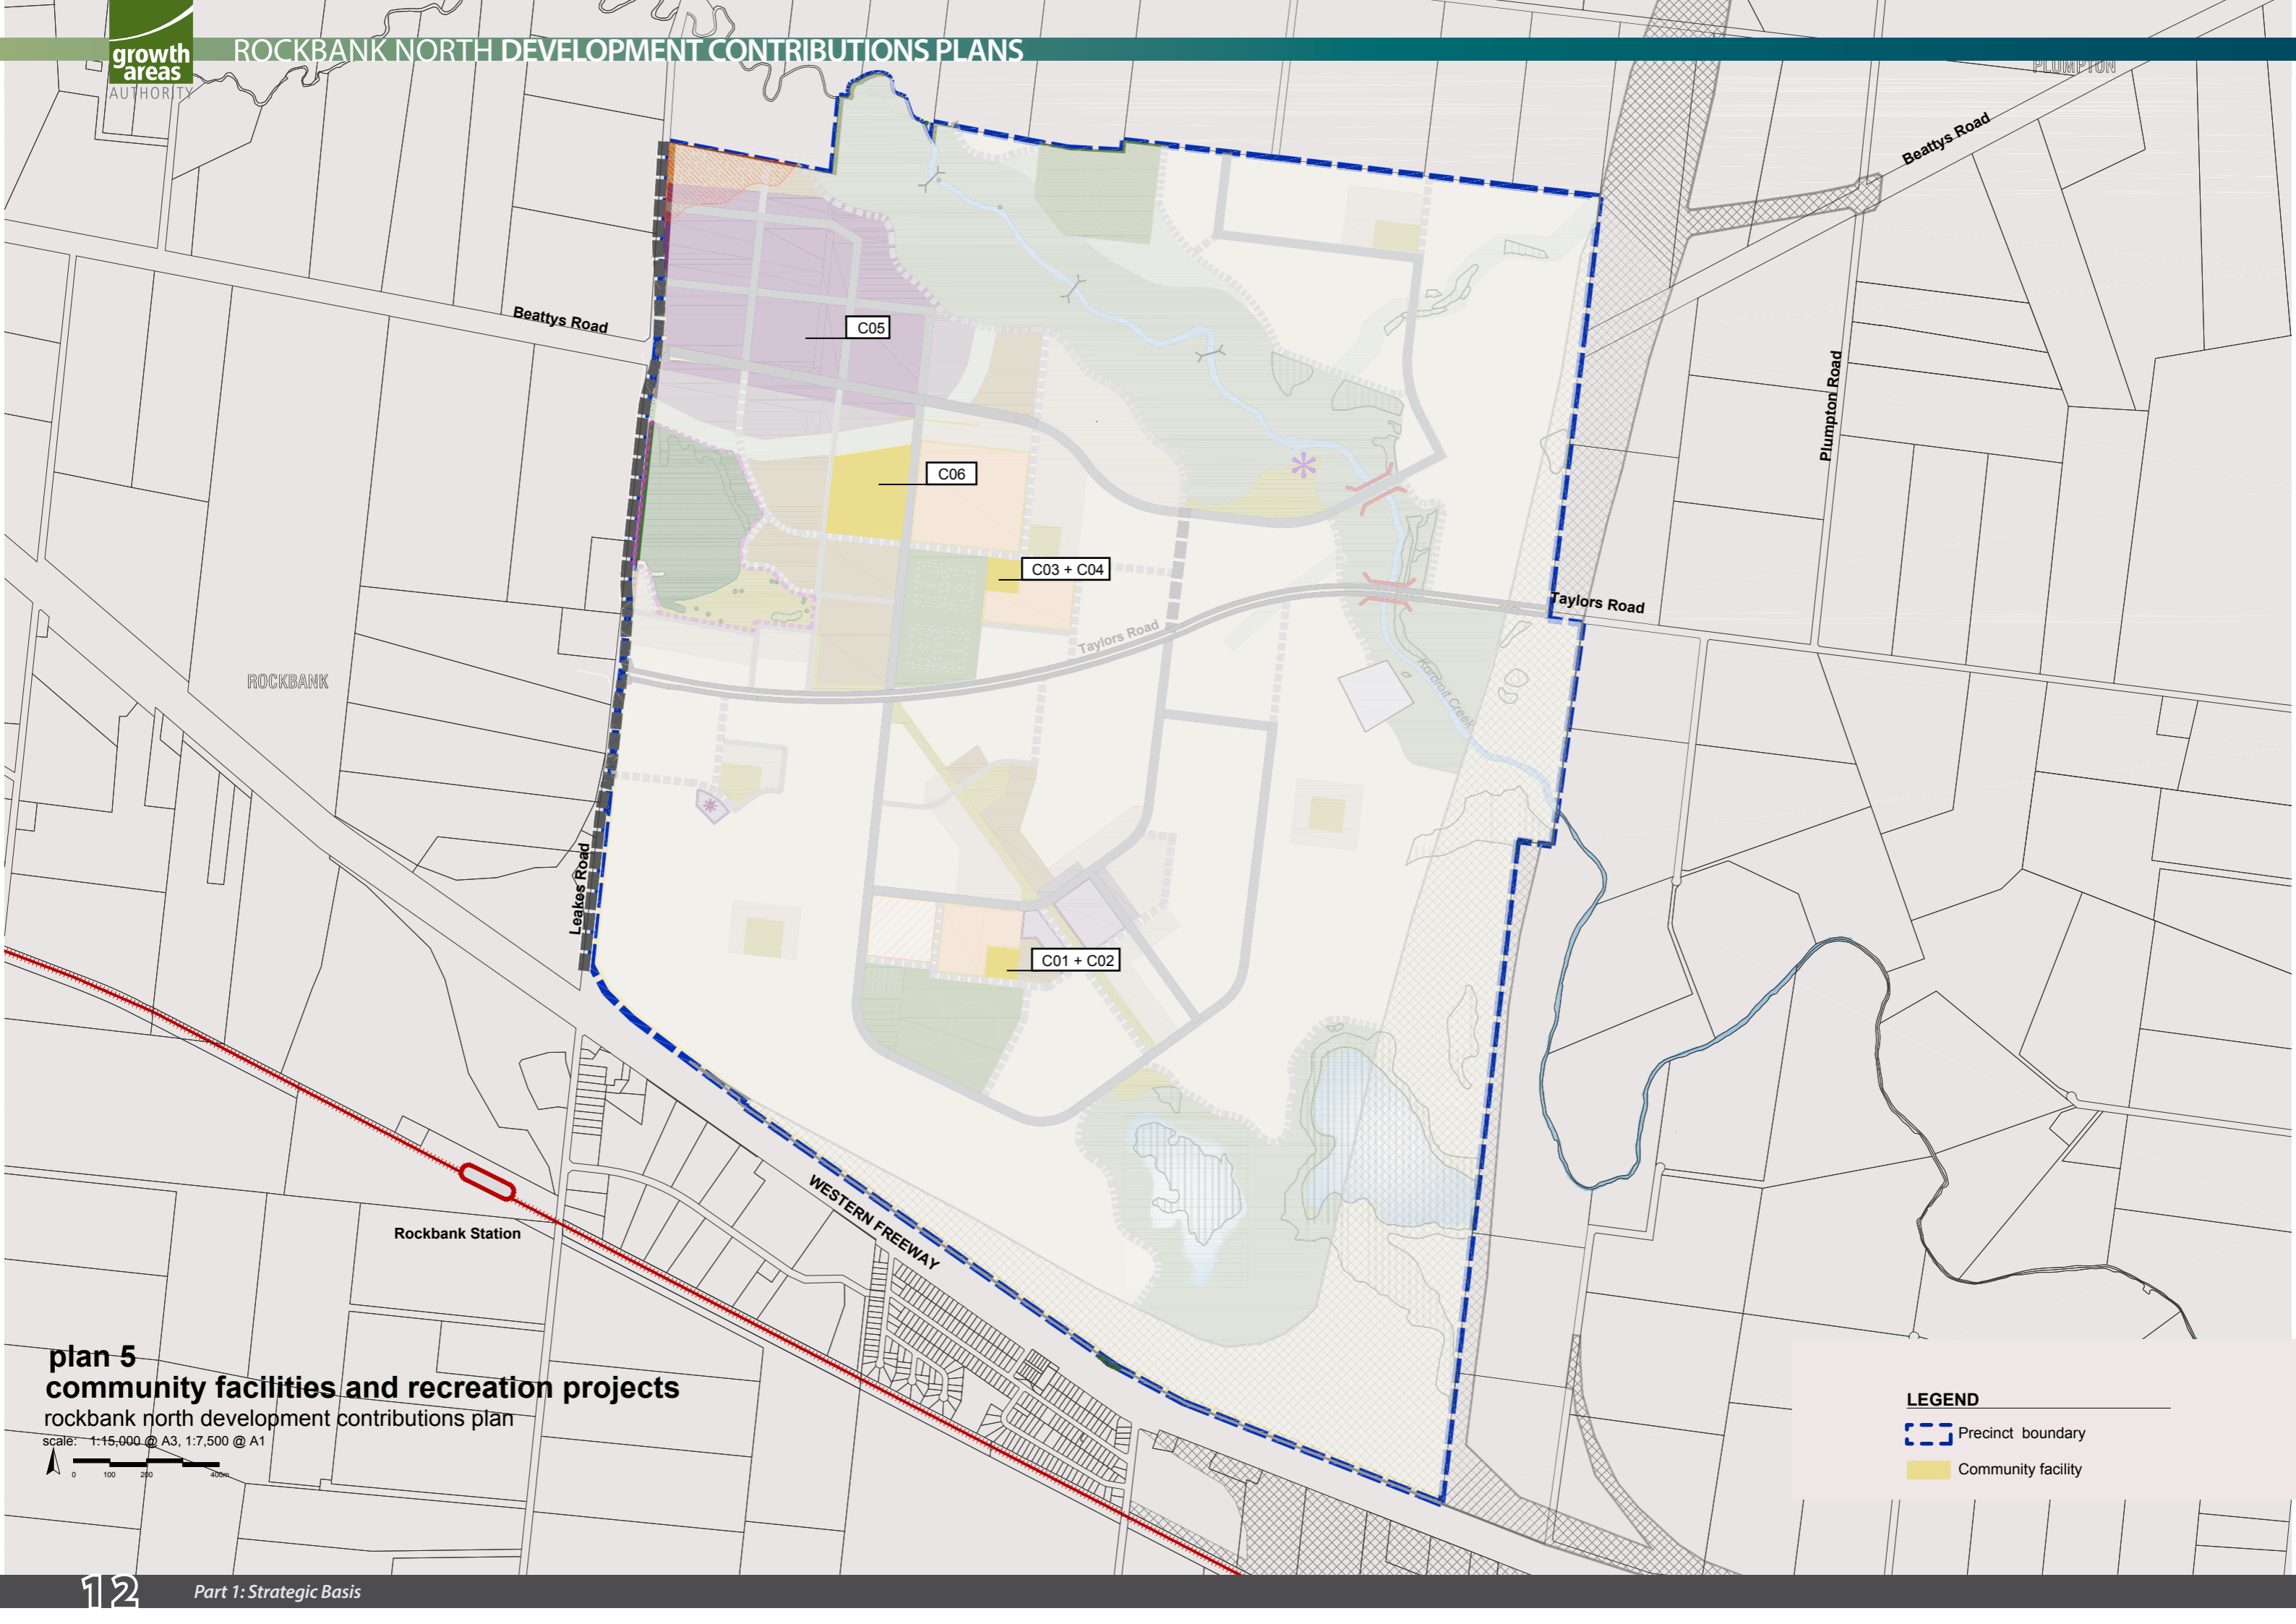 growth
areas
AUTHORITY
ROCKBANK NORTH DEVELOPMENT CONTRIBUTIONS PLANS
PLUMPTON
Beattys Road
Beattys Road
C05
Plumpton Road
C06
C03 + C04
Taylors Road
Taylors Road
ROCKBANK
Kororoit Creek
Leakes Road
C01 + C02
WESTERN FREEWAY
Rockbank Station
plan 5
community facilities and recreation projects
rockbank north development contributions plan
scale: 1:15,000 @ A3, 1:7,500 @ A1
0 100 200 400m
LEGEND
Precinct boundary
Community facility
12 Part 1: Strategic Basis